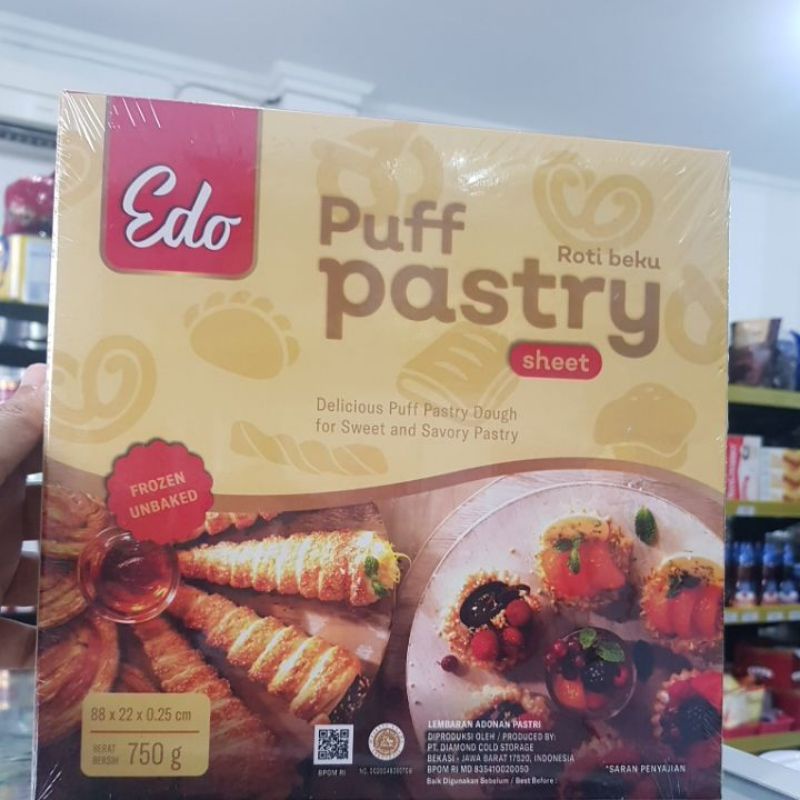 Edo
Puff
Roti beku
pastry
sheet
Delicious Puff Pastry Dough
for Sweet and Savory Pastry
FROZEN
UNBAKED
88 x 22 x 0.25 cm
BERAT
BERSIH 750 g
BPOM RI
LEMBARAN ADONAN PASTRI
DIPRODUKSI OLEH / PRODUCED BY:
PT. DIAMOND COLD STORAGE
BEKASI - JAWA BARAT 17520, INDONESIA
BPOM RI MD 835410020050
Baik Digunakan Sebelum / Best Before:
*SARAN PENYAJIAN